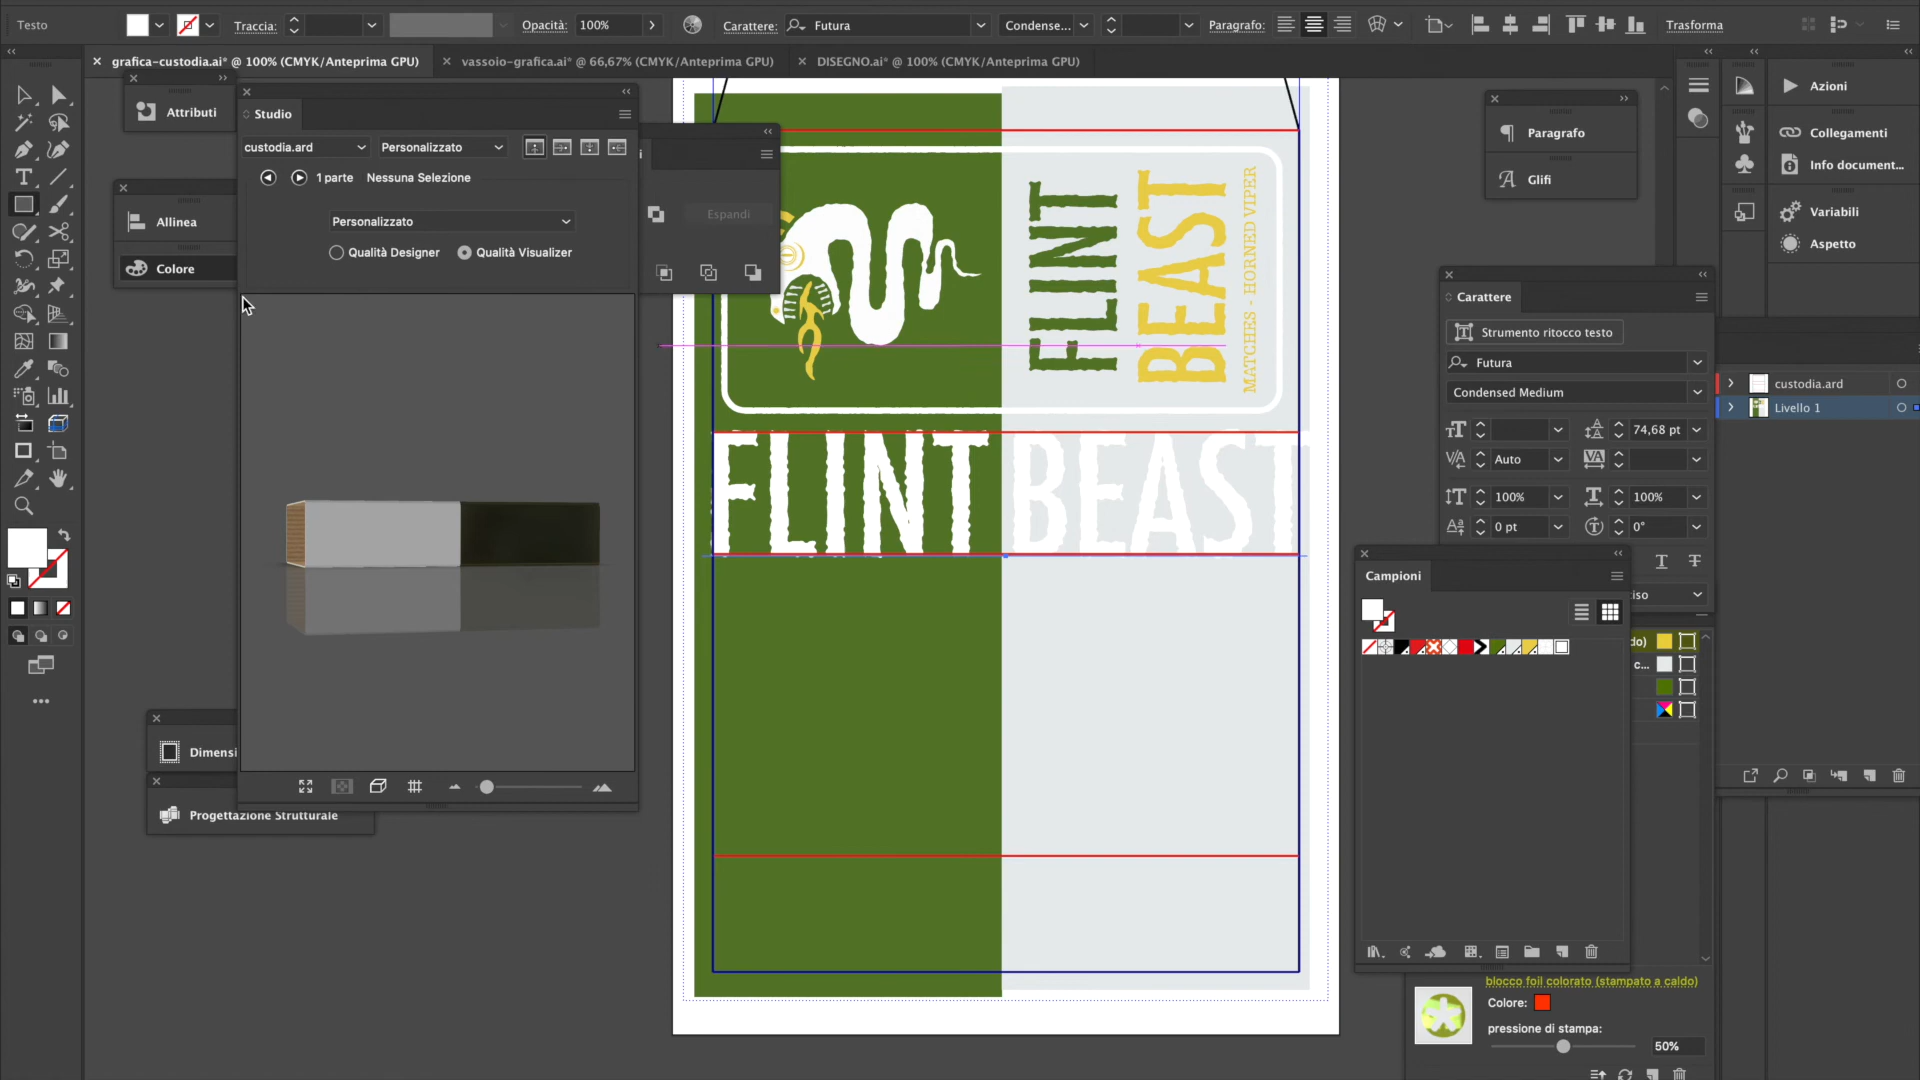 Testo
Traccia:
Opacità:
100%
Carattere:
Futura
Condense...
Paragrafo:
Trasforma
grafica-custodia.ai* @ 100% (CMYK/Anteprima GPU)
vassoio-grafica.ai* @ 66,67% (CMYK/Anteprima GPU)
DISEGNO.ai* @ 100% (CMYK/Anteprima GPU)
Attributi
Studio
custodia.ard
Personalizzato
1 parte
Nessuna Selezione
Personalizzato
Qualità Designer
Qualità Visualizer
Allinea
Colore
Espandi
FLINT
BEAST
MATCHES - HORNED VIPER
FLINT BEAST
Dimensi
Progettazione Strutturale
Paragrafo
Glifi
Azioni
Collegamenti
Info document...
Variabili
Aspetto
Carattere
Strumento ritocco testo
Futura
Condensed Medium
74,68 pt
Auto
100%
100%
0 pt
0°
iso
custodia.ard
Livello 1
Campioni
do)
c...
blocco foil colorato (stampato a caldo)
Colore:
pressione di stampa:
50%